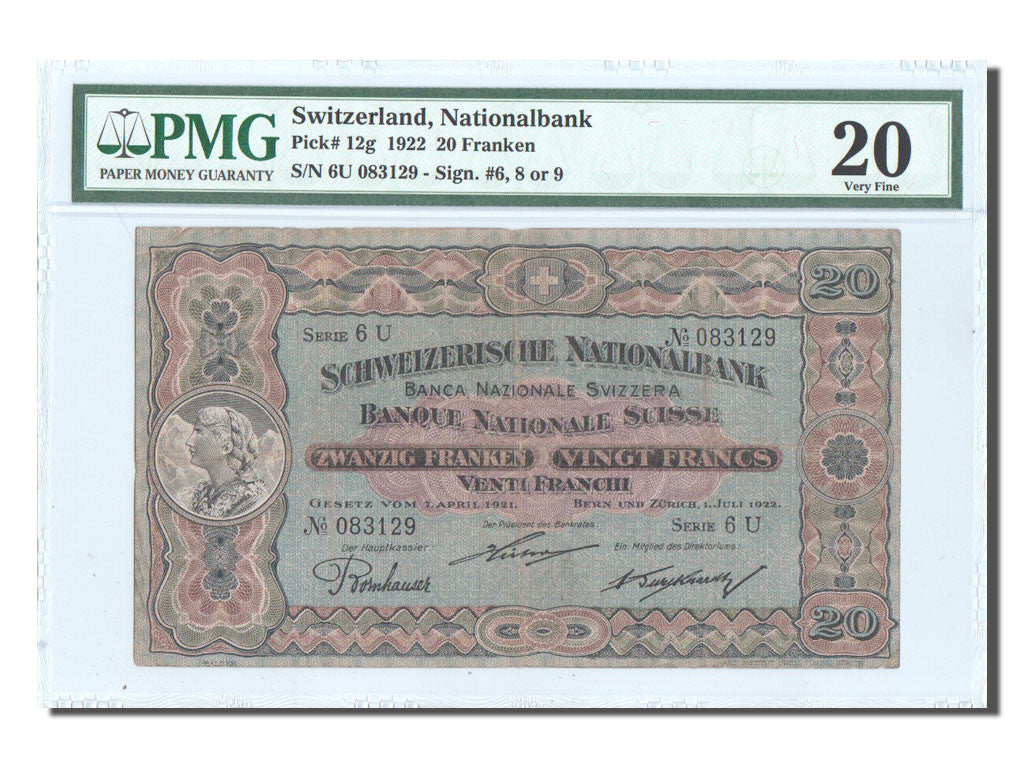 PMG
PAPER MONEY GUARANTY
Switzerland, Nationalbank
Pick# 12g 1922 20 Franken
S/N 6U 083129 - Sign. #6, 8 or 9
20
Very Fine
20
SERIE 6 U
No 083129
SCHWEIZERISCHE NATIONALBANK
BANCA NAZIONALE SVIZZERA
BANQUE NATIONALE SUISSE
ZWANZIG FRANKEN VINGT FRANCS
VENTI FRANCHI
GESETZ VOM 7. APRIL 1921. BERN UND ZÜRICH, 1. JULI 1922.
No 083129
Der Präsident des Bankrates
SERIE 6 U
Der Hauptkassier:
Ein Mitglied des Direktoriums:
Bornhauser
20